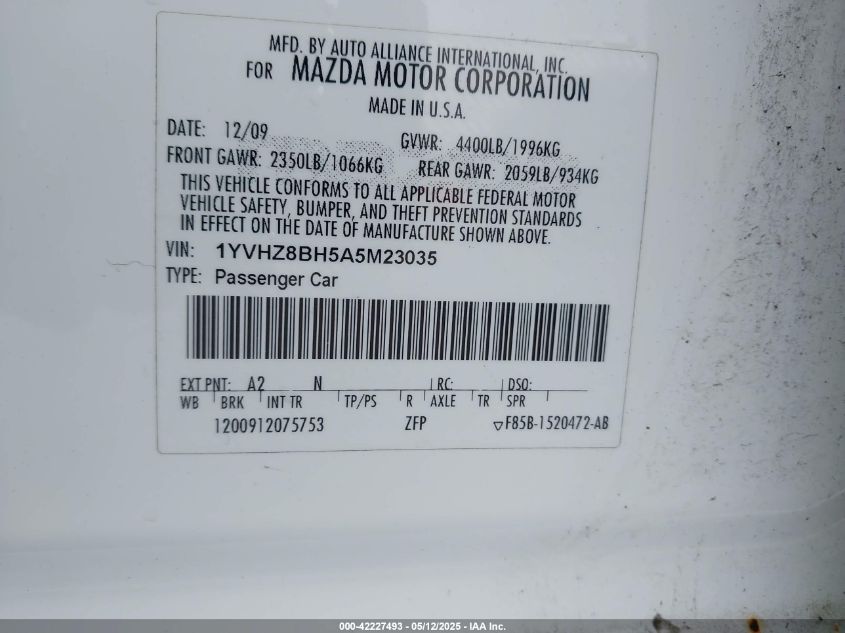 MFD. BY AUTO ALLIANCE INTERNATIONAL, INC.
FOR MAZDA MOTOR CORPORATION
MADE IN U.S.A.
DATE: 12/09 GVWR: 4400LB/1996KG
FRONT GAWR: 2350LB/1066KG REAR GAWR: 2059LB/934KG
THIS VEHICLE CONFORMS TO ALL APPLICABLE FEDERAL MOTOR
VEHICLE SAFETY, BUMPER, AND THEFT PREVENTION STANDARDS
IN EFFECT ON THE DATE OF MANUFACTURE SHOWN ABOVE.
VIN: 1YVHZ8BH5A5M23035
TYPE: Passenger Car
EXT PNT: A2 N RC: DSO:
WB BRK INT TR TP/PS R AXLE TR SPR
1200912075753 ZFP ▽F85B-1520472-AB
000-42227493 - 05/12/2025 - IAA Inc.